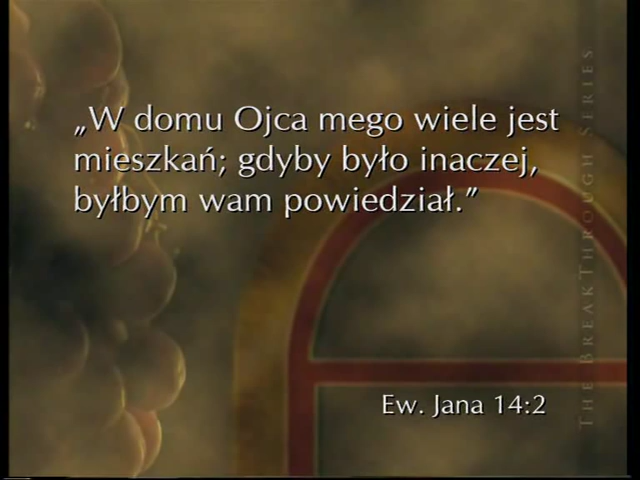 „W domu Ojca mego wiele jest
mieszkań; gdyby było inaczej,
byłbym wam powiedział.”
Ew. Jana 14:2
THE BREAKTHROUGH SERIES